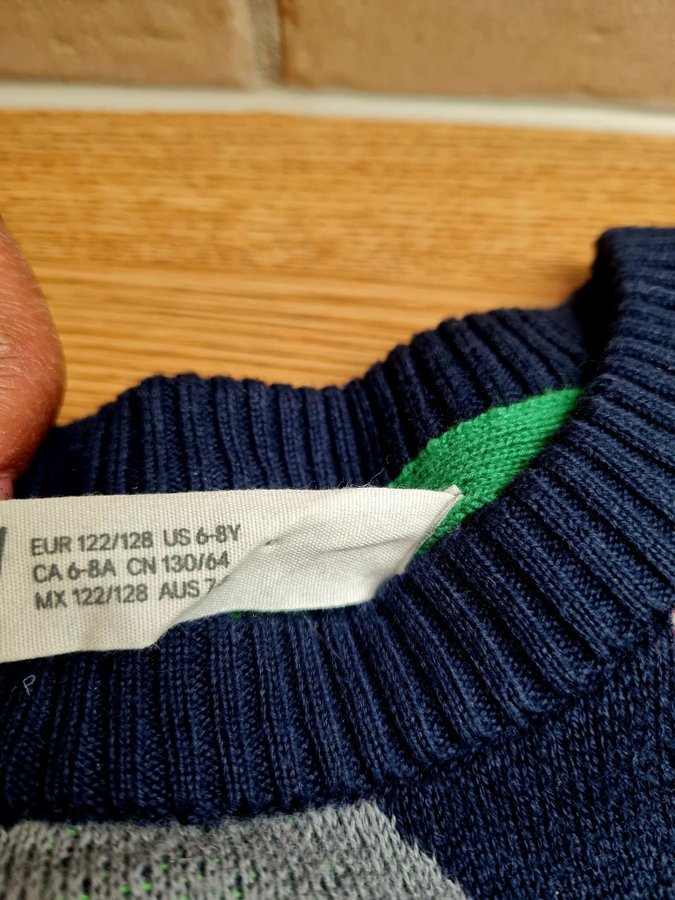 EUR 122/128 US 6-8Y
CA 6-8A CN 130/64
MX 122/128 AUS 7